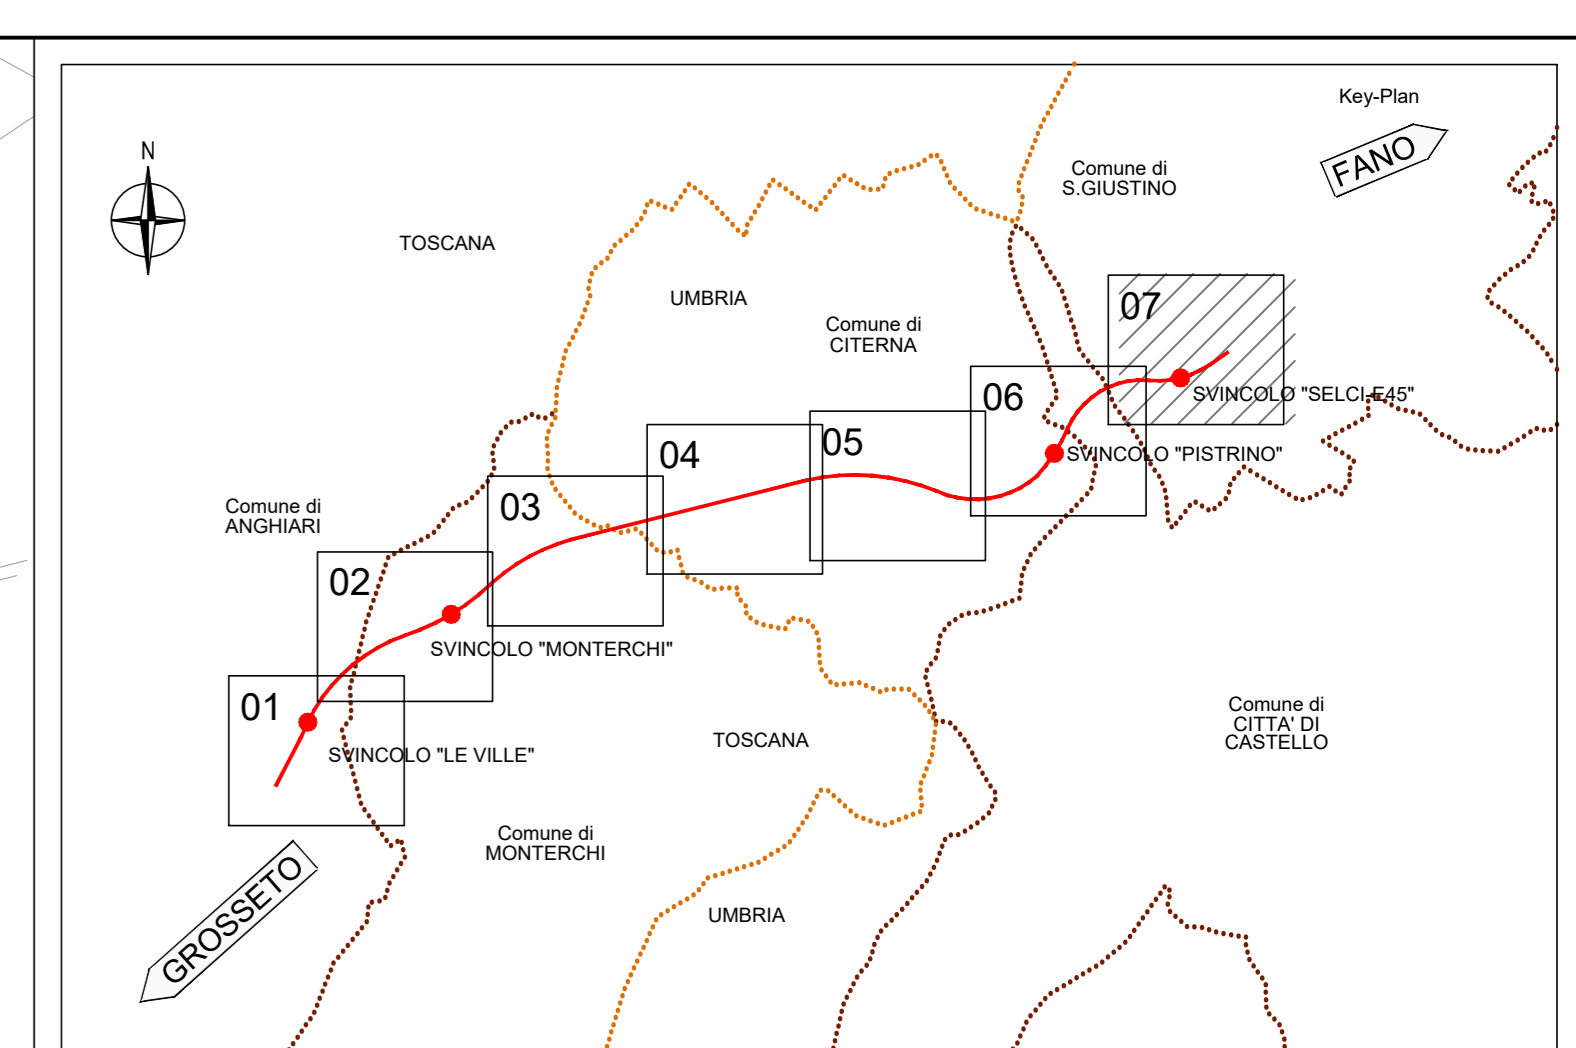 Key-Plan
FANO
N
Comune di
S.GIUSTINO
TOSCANA
UMBRIA
07
Comune di
CITERNA
06
SVINCOLO "SELCI-E45"
05
04
SVINCOLO "PISTRINO"
03
Comune di
ANGHIARI
02
SVINCOLO "MONTERCHI"
01
Comune di
CITTA' DI
CASTELLO
TOSCANA
SVINCOLO "LE VILLE"
Comune di
MONTERCHI
GROSSETO
UMBRIA